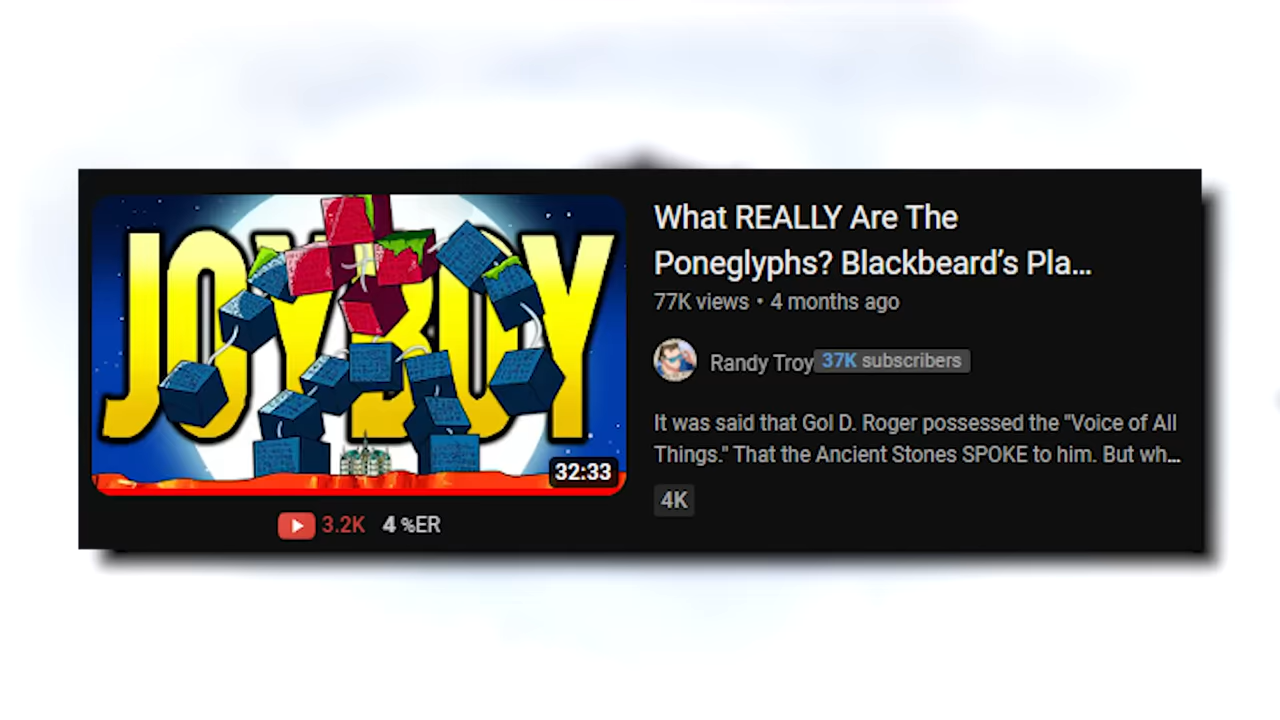 JOYBOY
32:33
3.2K 4 %ER
What REALLY Are The
Poneglyphs? Blackbeard’s Pla...
77K views • 4 months ago
Randy Troy 37K subscribers
It was said that Gol D. Roger possessed the "Voice of All
Things." That the Ancient Stones SPOKE to him. But wh...
4K